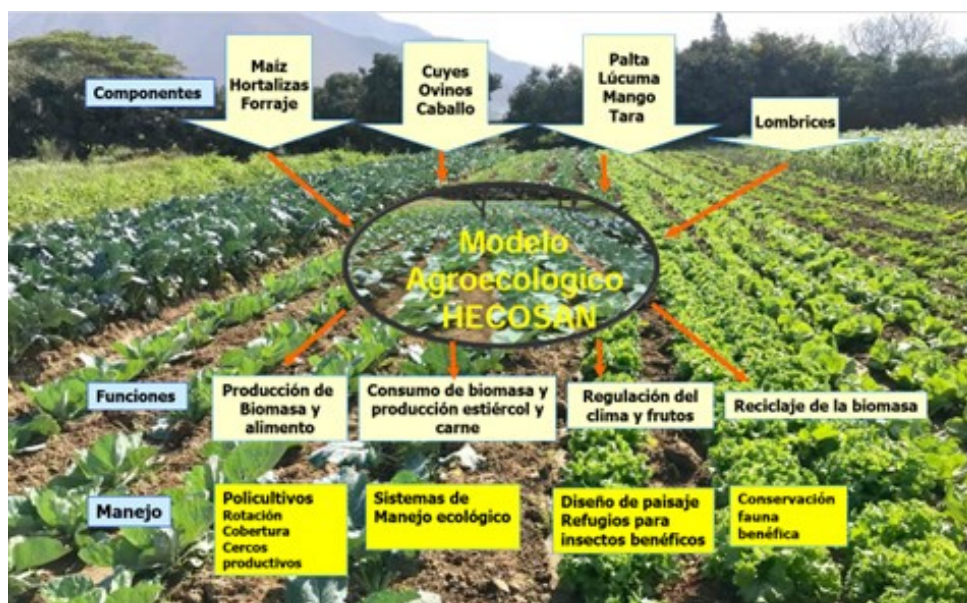 Componentes
Maíz
Hortalizas
Forraje
Cuyes
Ovinos
Caballo
Palta
Lúcuma
Mango
Tara
Lombrices
Modelo
Agroecologico
HECOSAN
Funciones
Producción de
Biomasa y
alimento
Consumo de biomasa y
producción estiércol y
carne
Regulación del
clima y frutos
Reciclaje de la biomasa
Manejo
Policultivos
Rotación
Cobertura
Cercos
productivos
Sistemas de
Manejo ecológico
Diseño de paisaje
Refugios para
insectos benéficos
Conservación
fauna
benéfica